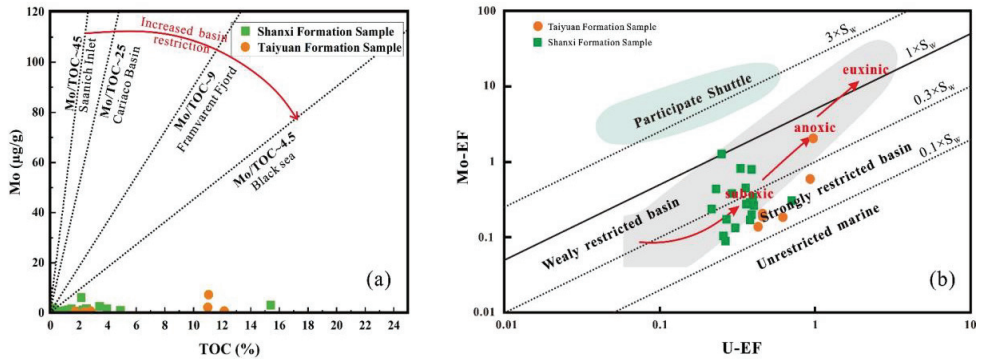 120
110
100
80
60
40
20
0
Mo (μg/g)
0
2
4
6
8
10
12
14
16
18
20
22
24
TOC (%)
Mo/TOC~45
Saanich Inlet
Mo/TOC~25
Cariaco Basin
Mo/TOC~9
Framvarent Fjord
Mo/TOC~4.5
Black sea
Increased basin
restriction
Shanxi Formation Sample
Taiyuan Formation Sample
(a)
100
10
1
0.1
0.01
Mo-EF
0.01
0.1
1
10
U-EF
Taiyuan Formation Sample
Shanxi Formation Sample
3×Sw
1×Sw
0.3×Sw
0.1×Sw
Participate Shuttle
euxinic
anoxic
suboxic
Wealy restricted basin
Strongly restricted basin
Unrestricted marine
(b)